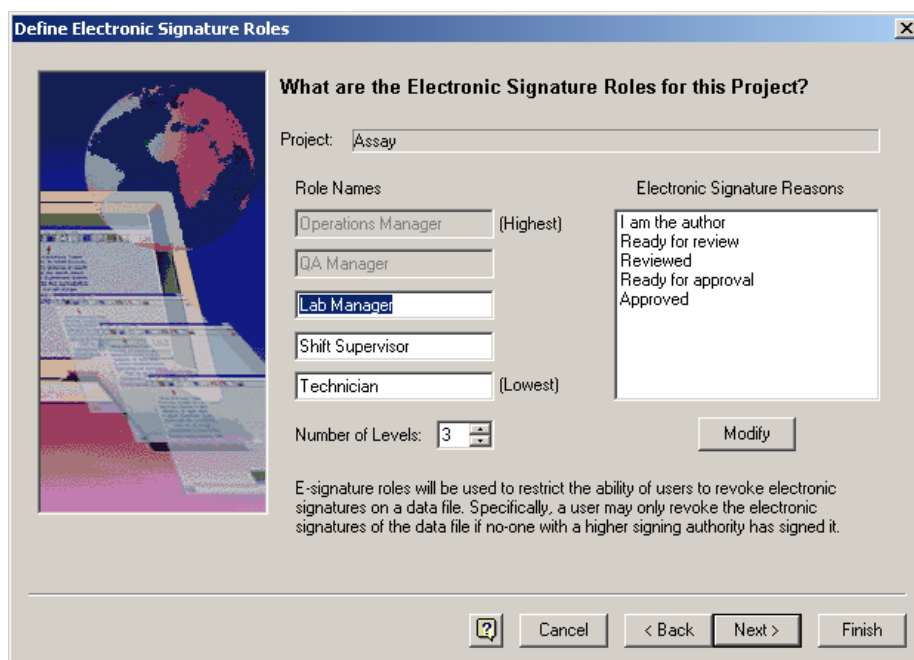 Define Electronic Signature Roles
What are the Electronic Signature Roles for this Project?
Project: Assay
Role Names
Electronic Signature Reasons
Operations Manager (Highest)
QA Manager
Lab Manager
Shift Supervisor
Technician (Lowest)
I am the author
Ready for review
Reviewed
Ready for approval
Approved
Number of Levels: 3
Modify
E-signature roles will be used to restrict the ability of users to revoke electronic
signatures on a data file. Specifically, a user may only revoke the electronic
signatures of the data file if no-one with a higher signing authority has signed it.
? Cancel < Back Next > Finish